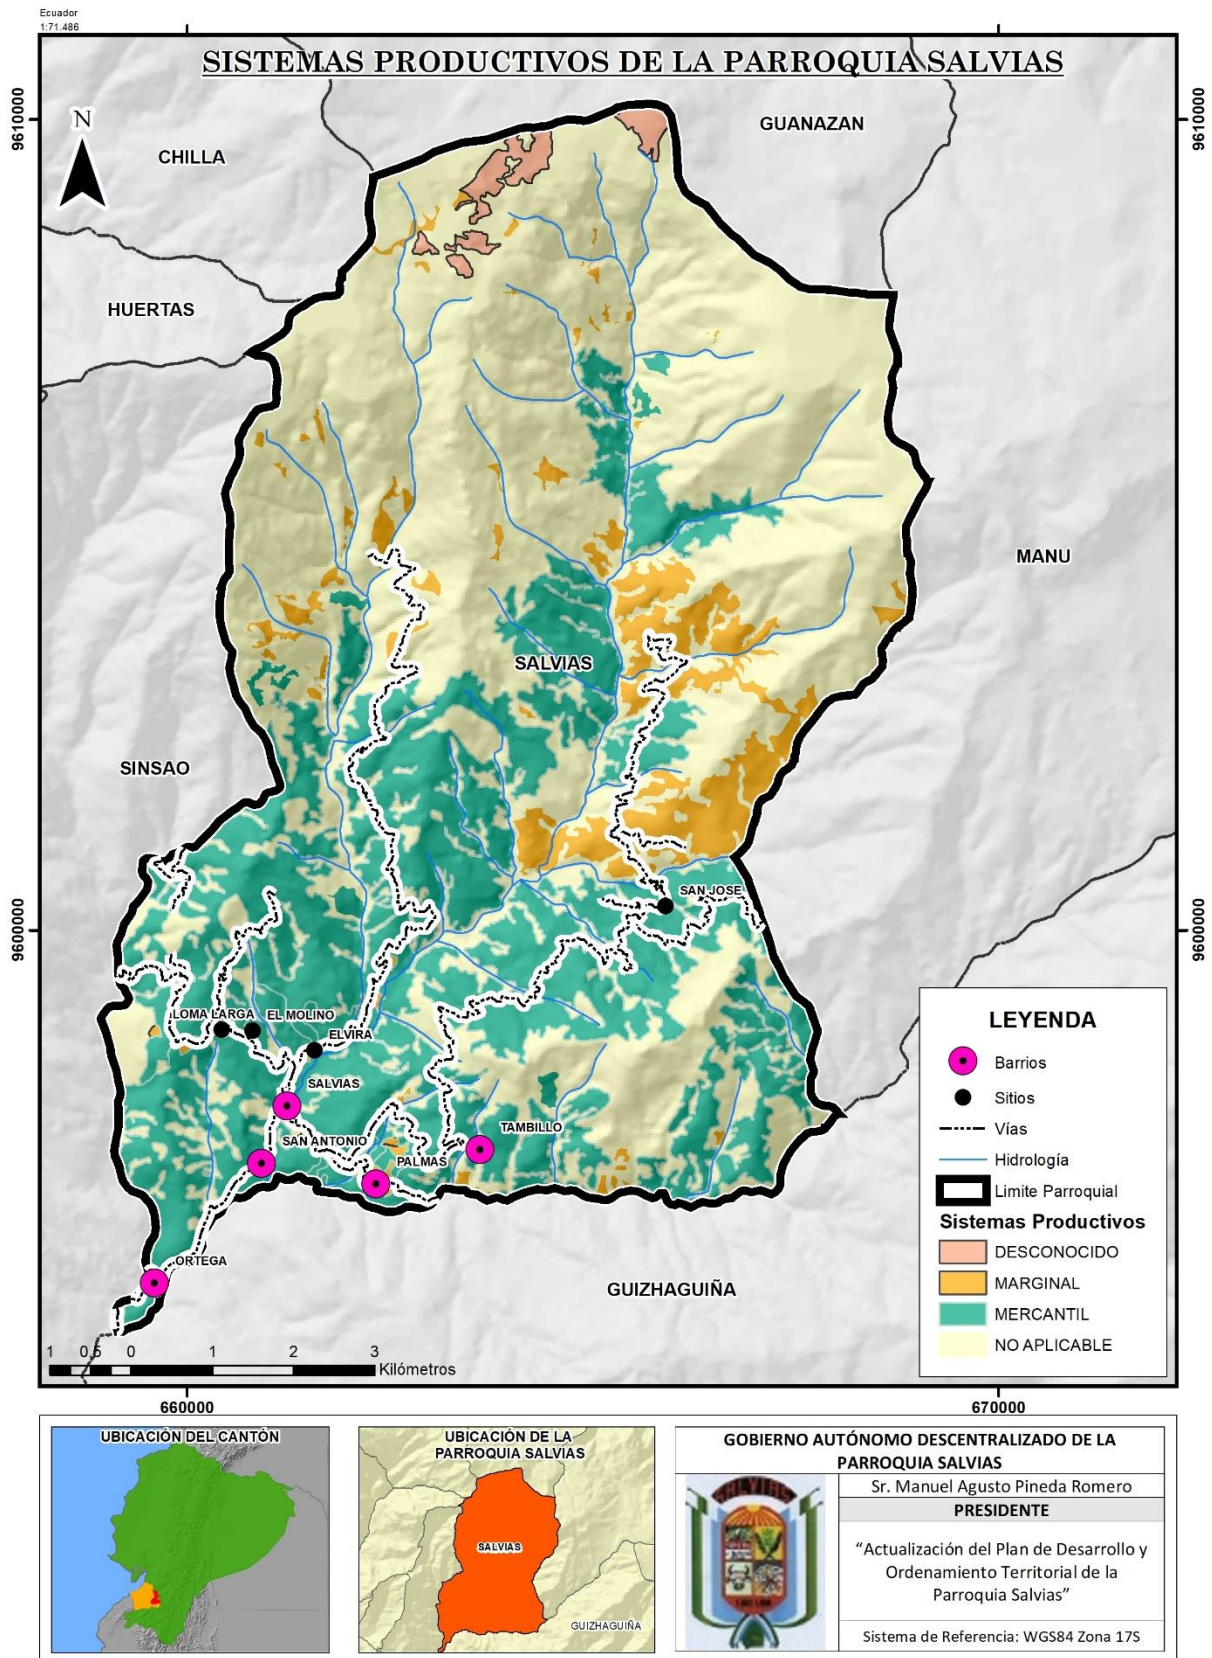 Ecuador
1:71.486
SISTEMAS PRODUCTIVOS DE LA PARROQUIA SALVIAS
9610000
9610000
N
CHILLA
GUANAZAN
HUERTAS
MANU
SALVIAS
SINSAO
SAN JOSE
9600000
9600000
LOMA LARGA
EL MOLINO
ELVIRA
SALVIAS
SAN ANTONIO
TAMBILLO
PALMAS
ORTEGA
GUIZHAGUIÑA
LEYENDA
Barrios
Sitios
Vías
Hidrología
Limite Parroquial
Sistemas Productivos
DESCONOCIDO
MARGINAL
MERCANTIL
NO APLICABLE
1 0,5 0 1 2 3
Kilómetros
660000
670000
UBICACIÓN DEL CANTÓN
UBICACIÓN DE LA
PARROQUIA SALVIAS
SALVIAS
GUIZHAGUIÑA
GOBIERNO AUTÓNOMO DESCENTRALIZADO DE LA
PARROQUIA SALVIAS
SALVIAS
Sr. Manuel Agusto Pineda Romero
PRESIDENTE
“Actualización del Plan de Desarrollo y
Ordenamiento Territorial de la
Parroquia Salvias”
Sistema de Referencia: WGS84 Zona 17S